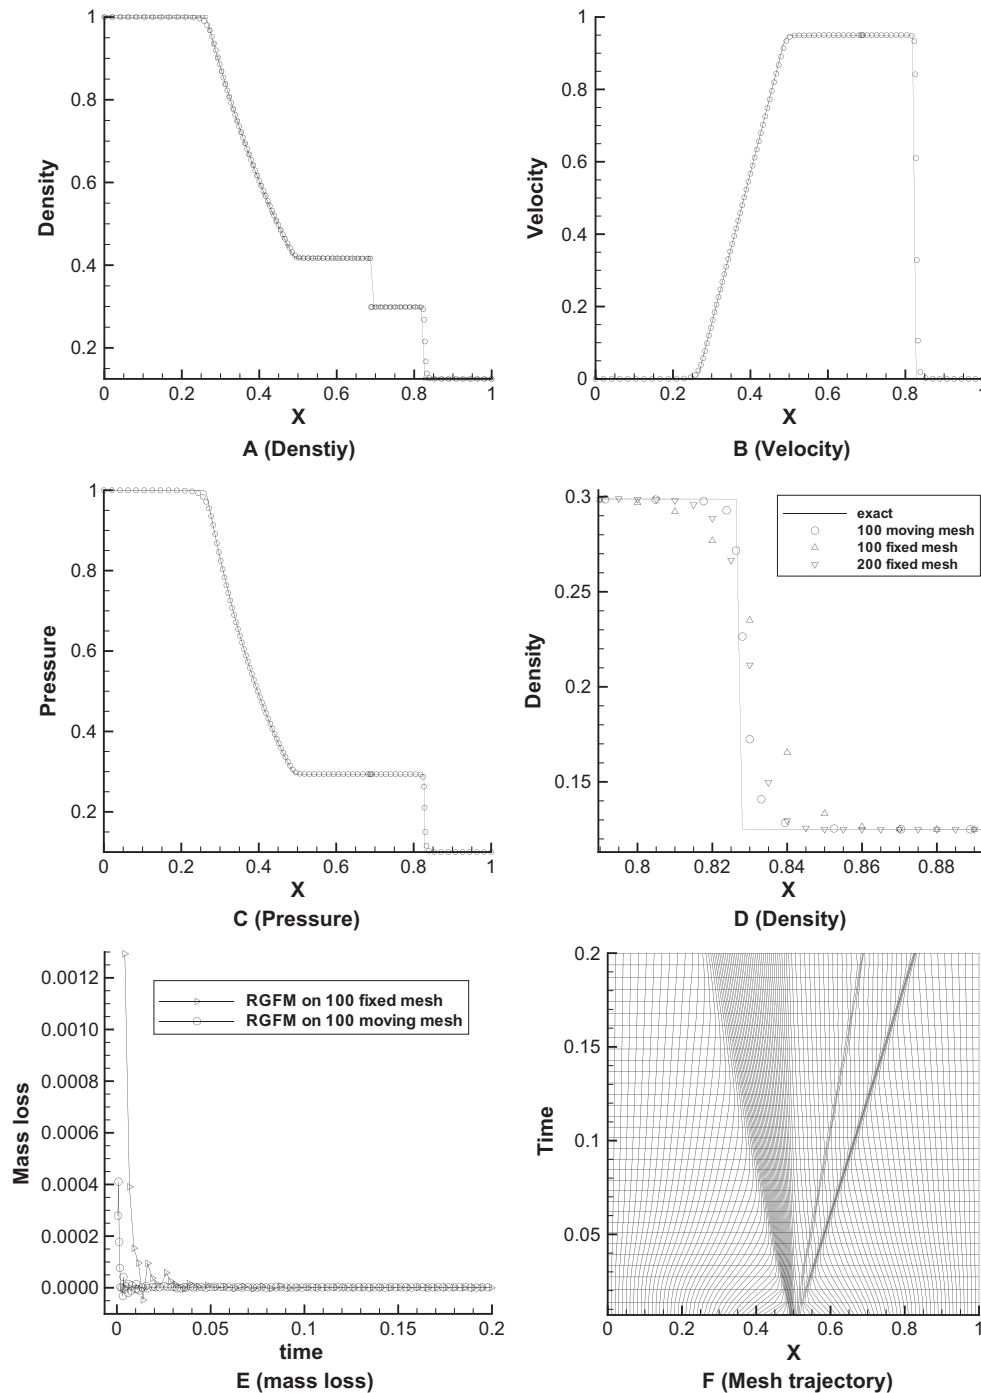 1
0.8
0.6
0.4
0.2
0
0.2
0.4
0.6
0.8
1
Density
X
A (Denstiy)
1
0.8
0.6
0.4
0.2
0
0
0.2
0.4
0.6
0.8
1
Velocity
X
B (Velocity)
1
0.8
0.6
0.4
0.2
0
0.2
0.4
0.6
0.8
1
Pressure
X
C (Pressure)
0.3
0.25
0.2
0.15
0.8
0.82
0.84
0.86
0.88
Density
X
exact
100 moving mesh
100 fixed mesh
200 fixed mesh
D (Density)
0.0012
0.0010
0.0008
0.0006
0.0004
0.0002
0.0000
0
0.05
0.1
0.15
0.2
Mass loss
time
RGFM on 100 fixed mesh
RGFM on 100 moving mesh
E (mass loss)
0.2
0.15
0.1
0.05
0
0.2
0.4
0.6
0.8
1
Time
X
F (Mesh trajectory)